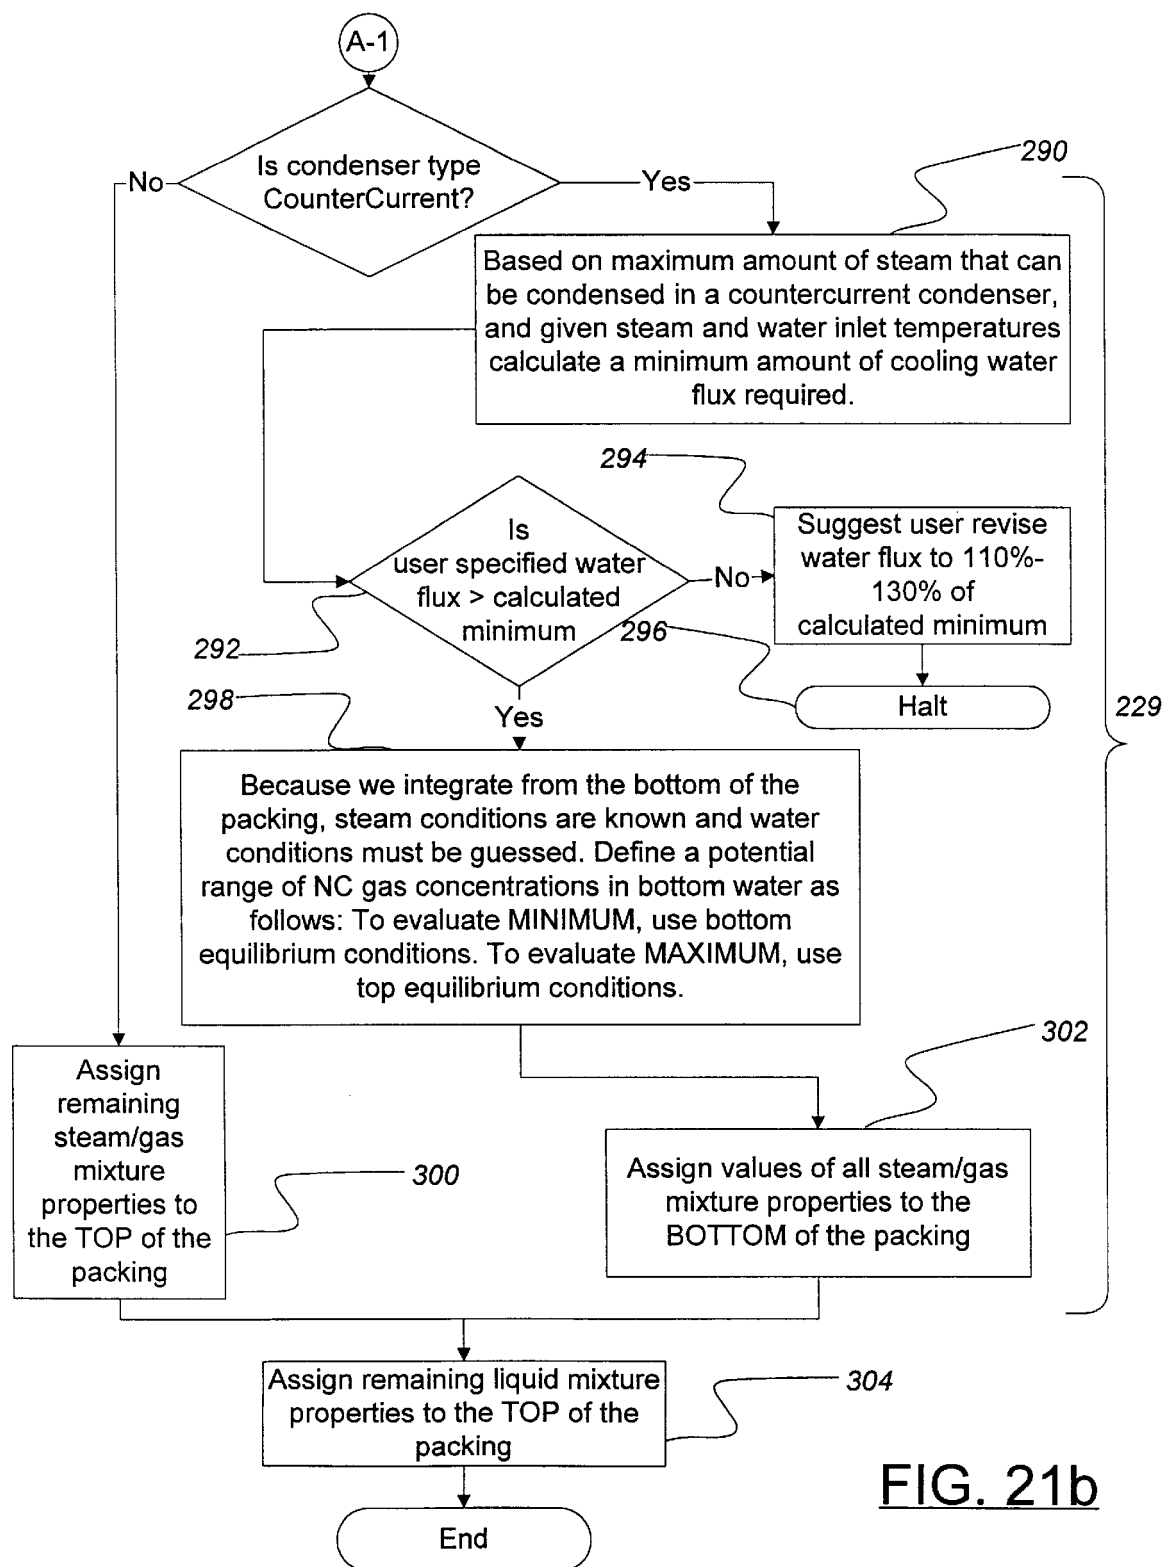 A-1
Is condenser type
CounterCurrent?
No
Yes
290
Based on maximum amount of steam that can
be condensed in a countercurrent condenser,
and given steam and water inlet temperatures
calculate a minimum amount of cooling water
flux required.
294
Is
user specified water
flux > calculated
minimum
No
Suggest user revise
water flux to 110%-
130% of
calculated minimum
292
296
Halt
229
298
Yes
Because we integrate from the bottom of the
packing, steam conditions are known and water
conditions must be guessed. Define a potential
range of NC gas concentrations in bottom water as
follows: To evaluate MINIMUM, use bottom
equilibrium conditions. To evaluate MAXIMUM, use
top equilibrium conditions.
302
Assign
remaining
steam/gas
mixture
properties to
the TOP of the
packing
300
Assign values of all steam/gas
mixture properties to the
BOTTOM of the packing
Assign remaining liquid mixture
properties to the TOP of the
packing
304
End
FIG. 21b